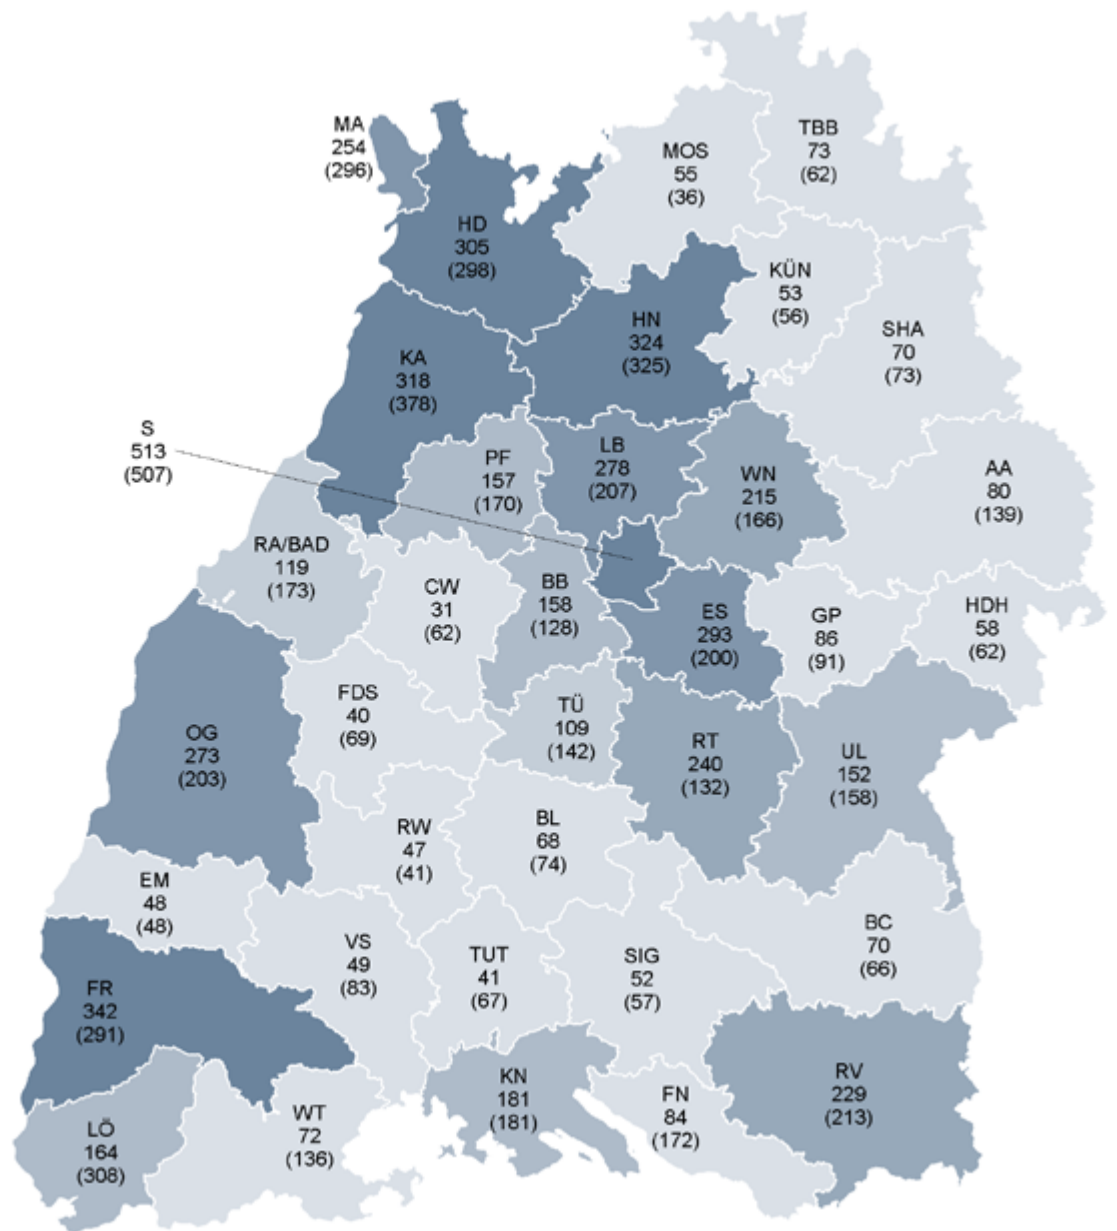 TBB
73
(62)
MA
254
(296)
MOS
55
(36)
HD
305
(298)
KÜN
53
(56)
HN
324
(325)
SHA
70
(73)
KA
318
(378)
S
513
(507)
LB
278
(207)
PF
157
(170)
WN
215
(166)
AA
80
(139)
RA/BAD
119
(173)
CW
31
(62)
BB
158
(128)
ES
293
(200)
GP
86
(91)
HDH
58
(62)
FDS
40
(69)
TÜ
109
(142)
OG
273
(203)
RT
240
(132)
UL
152
(158)
RW
47
(41)
BL
68
(74)
EM
48
(48)
BC
70
(66)
VS
49
(83)
TUT
41
(67)
SIG
52
(57)
FR
342
(291)
KN
181
(181)
RV
229
(213)
FN
84
(172)
WT
72
(136)
LÖ
164
(308)